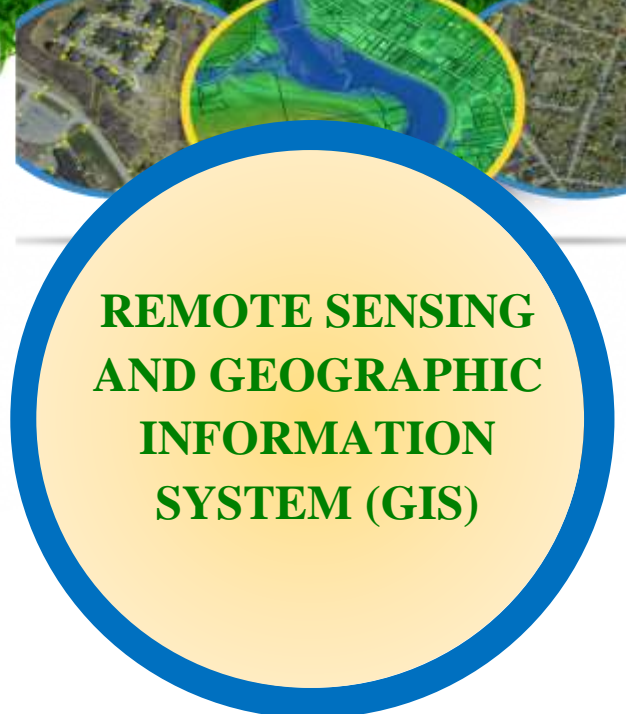 REMOTE SENSING
AND GEOGRAPHIC
INFORMATION
SYSTEM (GIS)